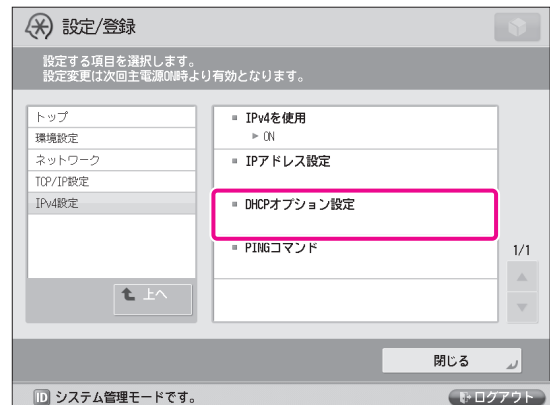 設定/登録
設定する項目を選択します。
設定変更は次回主電源ON時より有効となります。
トップ
環境設定
ネットワーク
TCP/IP設定
IPv4設定
上へ
IPv4を使用
ON
IPアドレス設定
DHCPオプション設定
PINGコマンド
1/1
閉じる
ID システム管理モードです。
ログアウト